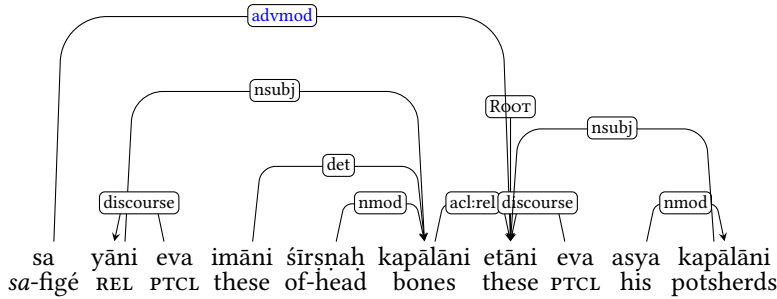 advmod
nsubj
ROOT
nsubj
det
discourse nmod acl:rel discourse nmod
sa yāni eva imāni śīrṣṇaḥ kapālāni etāni eva asya kapālāni
sa-figé REL PTCL these of-head bones these PTCL his potsherds